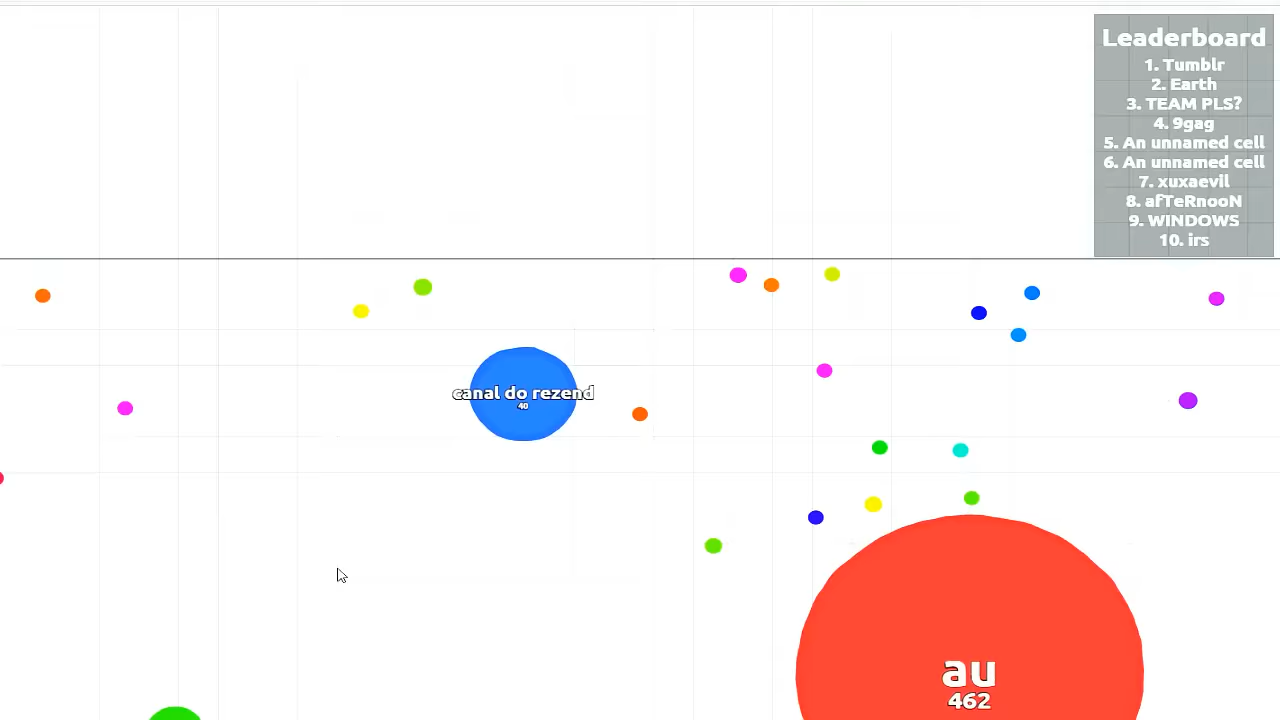 Leaderboard
1. Tumblr
2. Earth
3. TEAM PLS?
4. 9gag
5. An unnamed cell
6. An unnamed cell
7. xuxaevil
8. afTeRnooN
9. WINDOWS
10. irs
canal do rezend
40
au
462